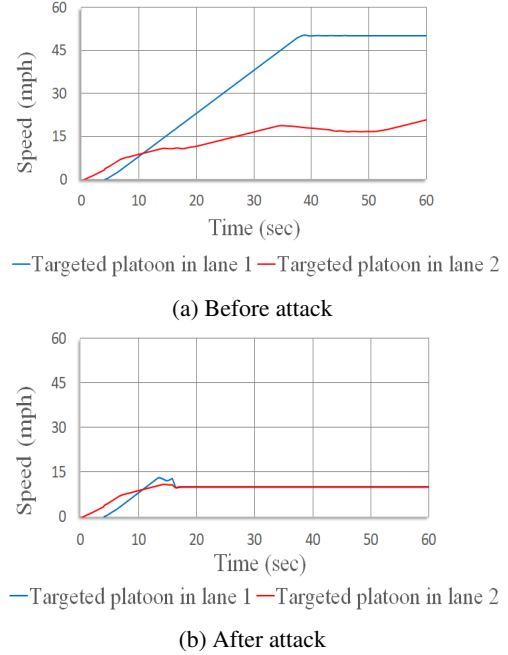 60
45
30
15
0
Speed (mph)
0 10 20 30 40 50 60
Time (sec)
Targeted platoon in lane 1 Targeted platoon in lane 2
(a) Before attack
60
45
30
15
0
Speed (mph)
0 10 20 30 40 50 60
Time (sec)
Targeted platoon in lane 1 Targeted platoon in lane 2
(b) After attack